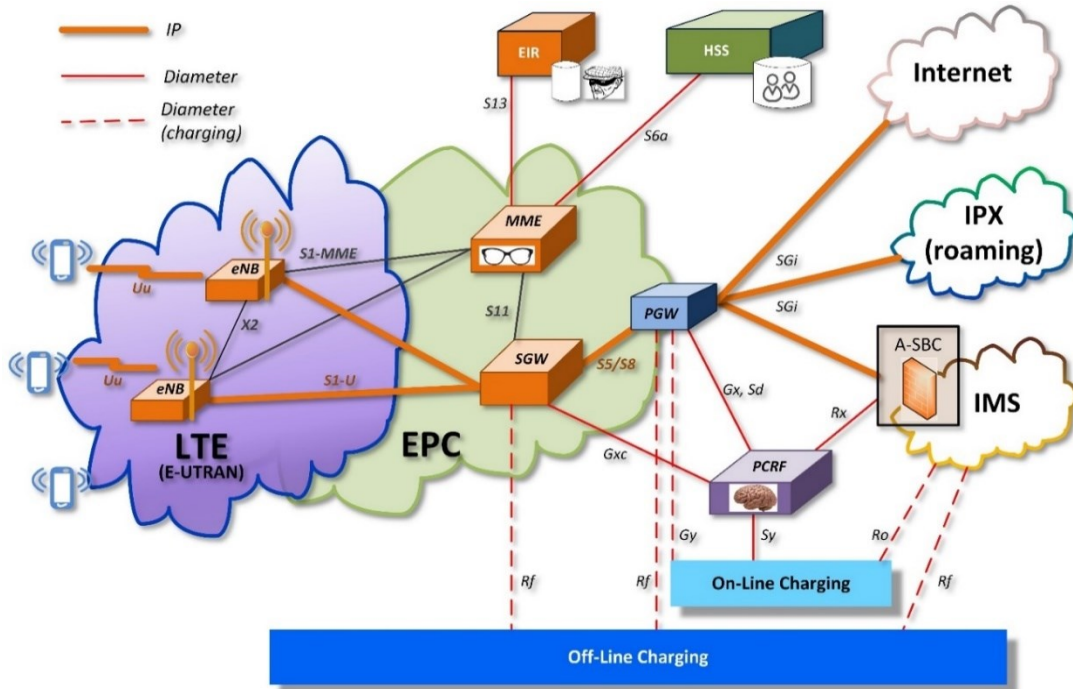 IP
Diameter
Diameter
(charging)
EIR
HSS
Internet
S13
S6a
MME
IPX
(roaming)
eNB
S1-MME
Uu
SGi
X2
S11
PGW
SGi
SGW
S5/S8
A-SBC
Uu
eNB
S1-U
IMS
Gx, Sd
Rx
LTE
(E-UTRAN)
EPC
Gxc
PCRF
Gy
Sy
Ro
Rf
Rf
Rf
On-Line Charging
Off-Line Charging